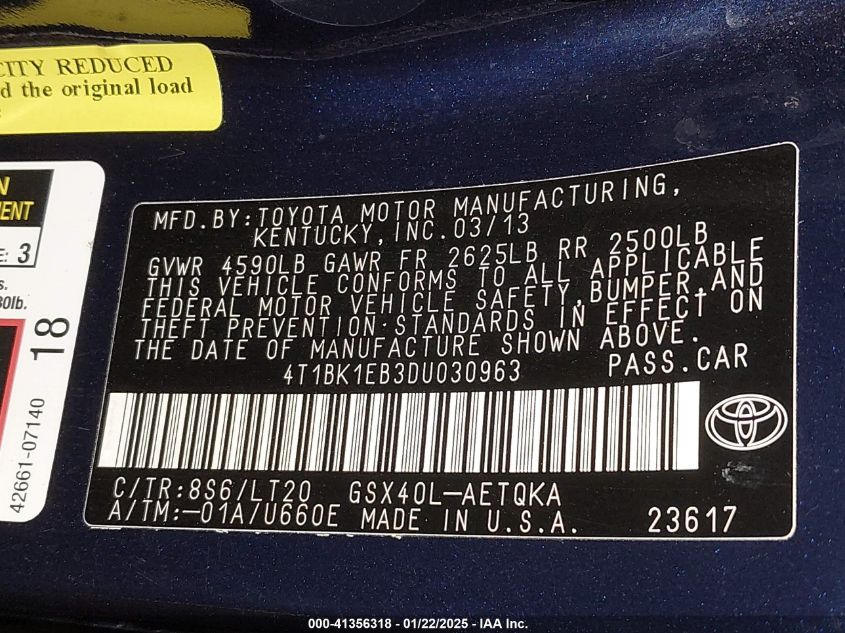 CITY REDUCED
d the original load
N
MENT
E: 3
s.
30lb.
18
42661-07140
MFD.BY:TOYOTA MOTOR MANUFACTURING,
KENTUCKY,INC.03/13
GVWR 4590LB GAWR FR 2625LB RR 2500LB
THIS VEHICLE CONFORMS TO ALL APPLICABLE
FEDERAL MOTOR VEHICLE SAFETY,BUMPER,AND
THEFT PREVENTION STANDARDS IN EFFECT ON
THE DATE OF MANUFACTURE SHOWN ABOVE.
4T1BK1EB3DU030963 PASS.CAR
C/TR:8S6/LT20 GSX40L-AETQKA
A/TM:-01A/U660E MADE IN U.S.A. 23617
000-41356318 - 01/22/2025 - IAA Inc.